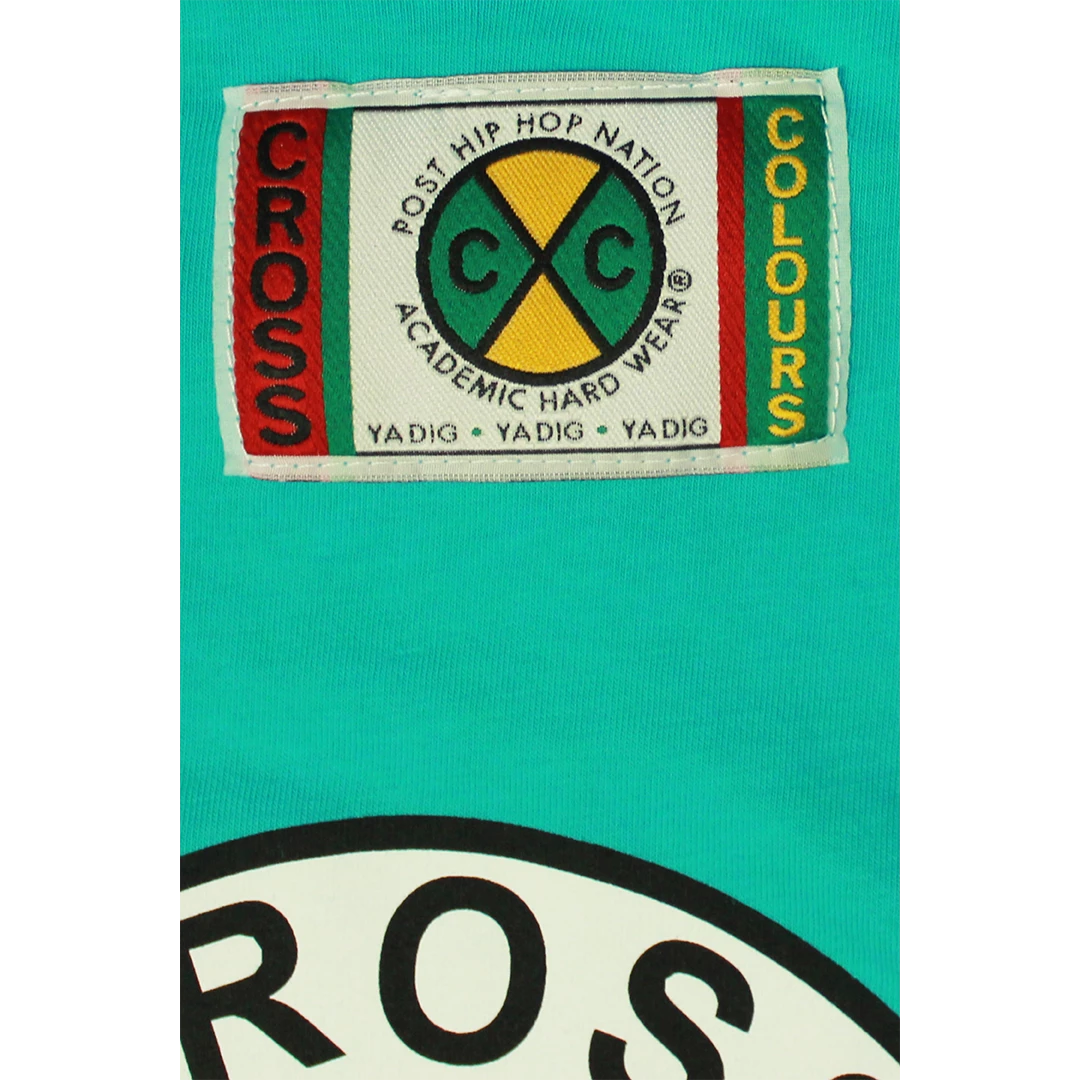 CROSS
POST HIP HOP NATION
C C
ACADEMIC HARD WEAR®
YADIG • YADIG • YADIG
COLOURS
ROS